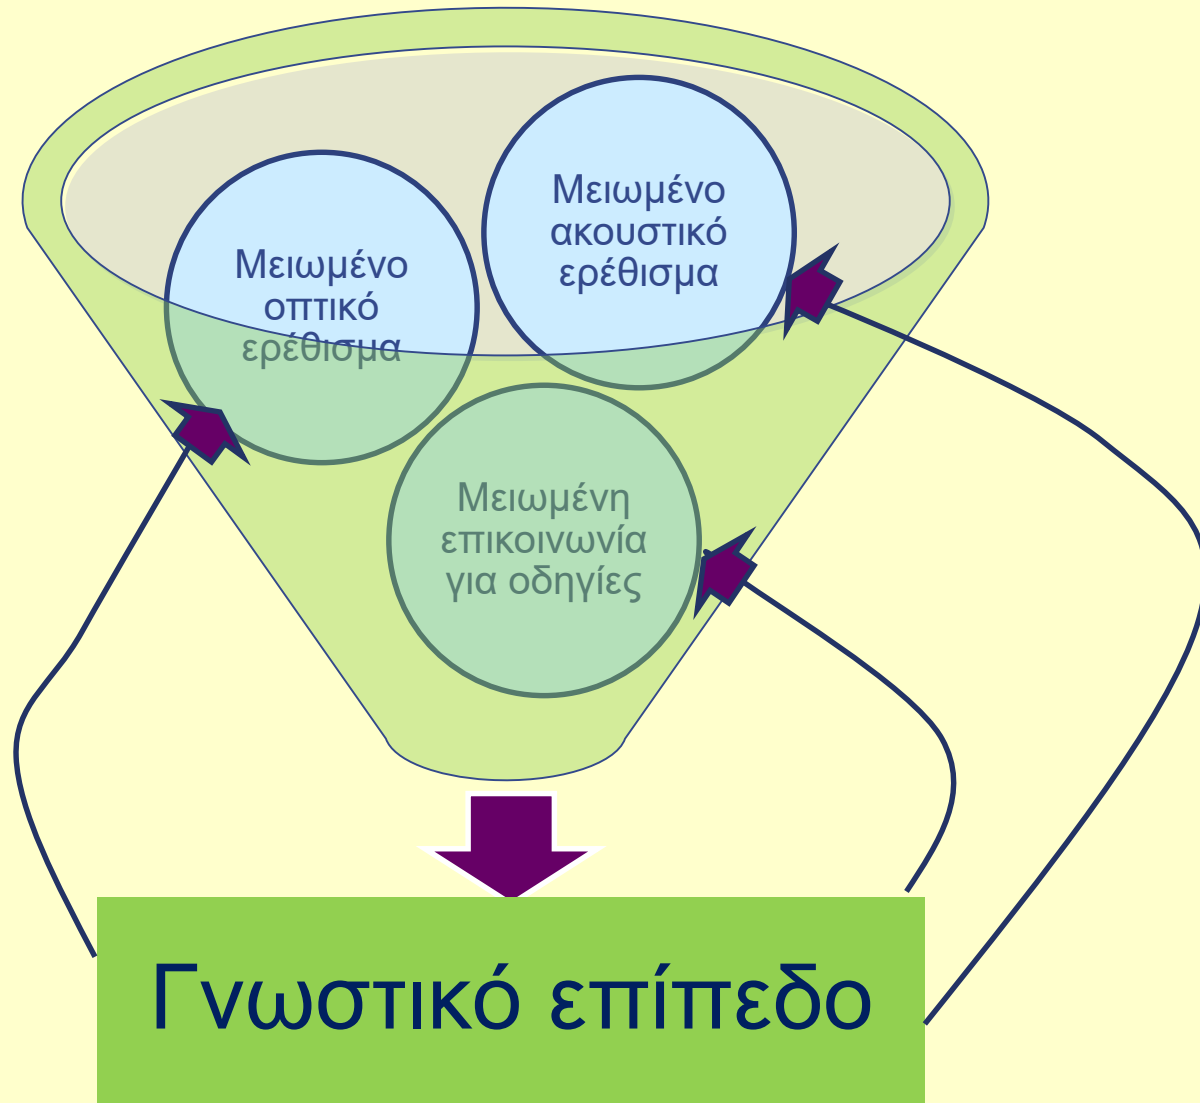 Μειωμένο
ακουστικό
ερέθισμα
Μειωμένο
οπτικό
ερέθισμα
Μειωμένη
επικοινωνία
για οδηγίες
Γνωστικό επίπεδο